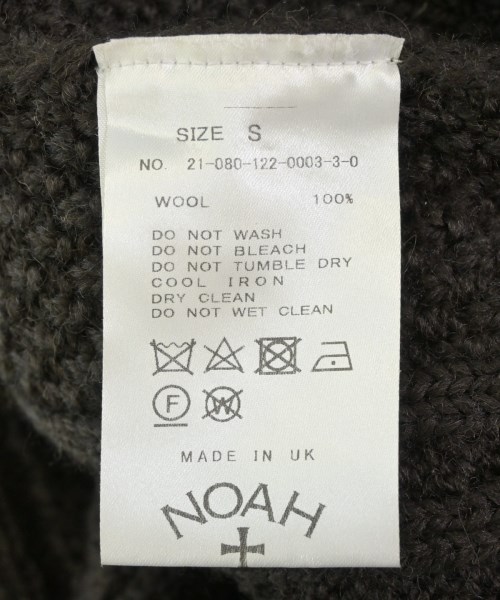 SIZE S
NO. 21-080-122-0003-3-0
WOOL 100%
DO NOT WASH
DO NOT BLEACH
DO NOT TUMBLE DRY
COOL IRON
DRY CLEAN
DO NOT WET CLEAN
F W
MADE IN UK
NOAH